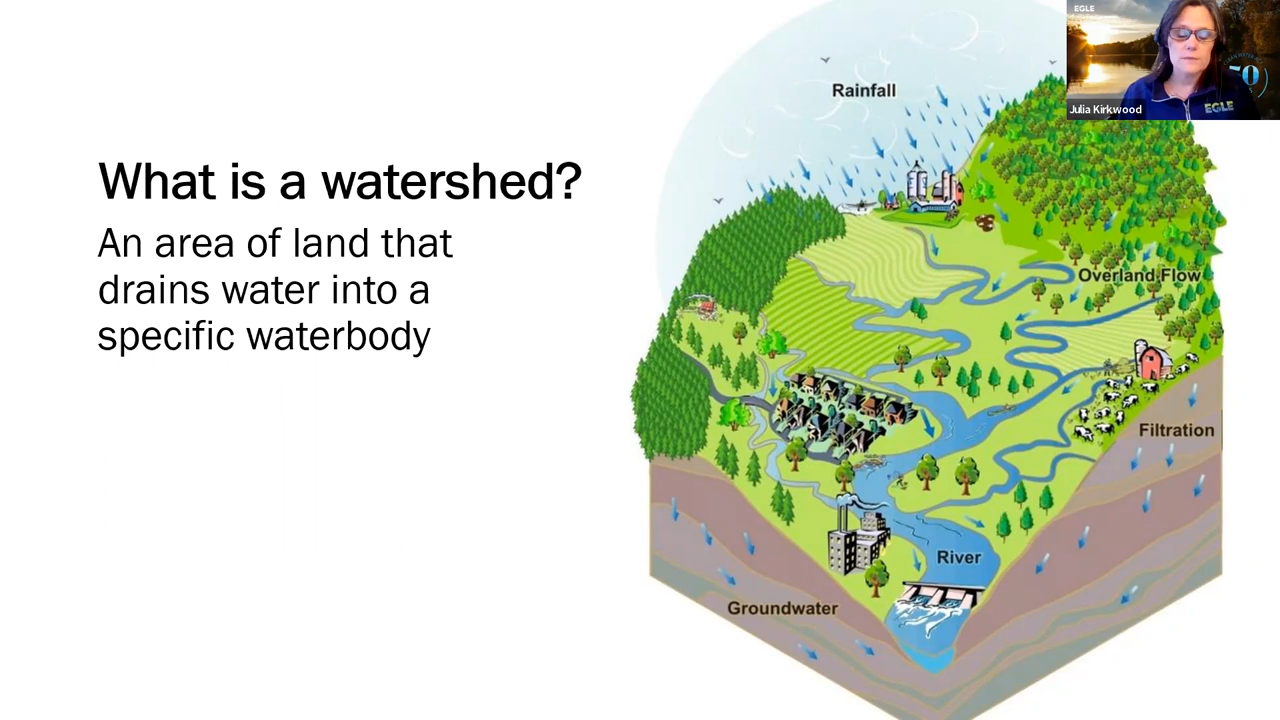 What is a watershed?
An area of land that
drains water into a
specific waterbody
Rainfall
Overland Flow
Filtration
River
Groundwater
EGLE
50
EGLE
Julia Kirkwood